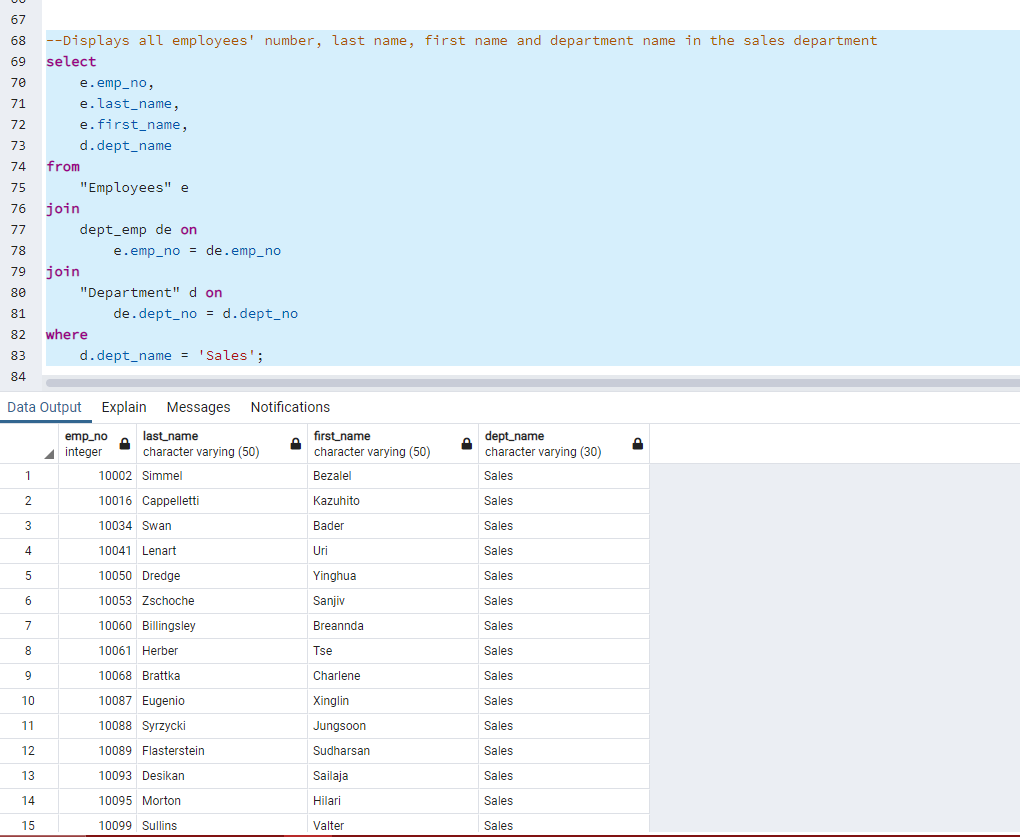 67
68 --Displays all employees' number, last name, first name and department name in the sales department
69 select
70 e.emp_no,
71 e.last_name,
72 e.first_name,
73 d.dept_name
74 from
75 "Employees" e
76 join
77 dept_emp de on
78 e.emp_no = de.emp_no
79 join
80 "Department" d on
81 de.dept_no = d.dept_no
82 where
83 d.dept_name = 'Sales';
84
Data Output Explain Messages Notifications
emp_no last_name first_name dept_name
integer character varying (50) character varying (50) character varying (30)
1 10002 Simmel Bezalel Sales
2 10016 Cappelletti Kazuhito Sales
3 10034 Swan Bader Sales
4 10041 Lenart Uri Sales
5 10050 Dredge Yinghua Sales
6 10053 Zschoche Sanjiv Sales
7 10060 Billingsley Breannda Sales
8 10061 Herber Tse Sales
9 10068 Brattka Charlene Sales
10 10087 Eugenio Xinglin Sales
11 10088 Syrzycki Jungsoon Sales
12 10089 Flasterstein Sudharsan Sales
13 10093 Desikan Sailaja Sales
14 10095 Morton Hilari Sales
15 10099 Sullins Valter Sales